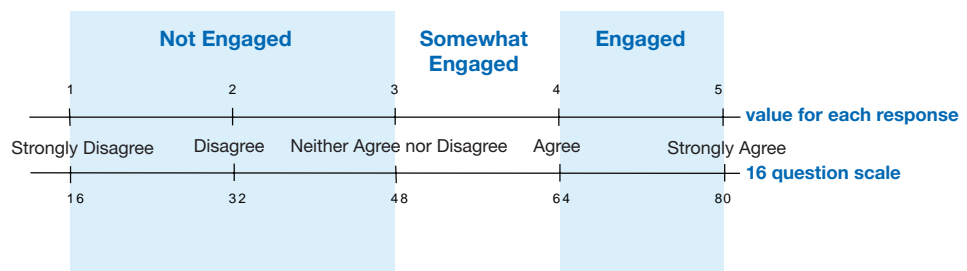 Not Engaged
Somewhat
Engaged
Engaged
1 2 3 4 5
value for each response
Strongly Disagree Disagree Neither Agree nor Disagree Agree Strongly Agree
16 question scale
16 32 48 64 80